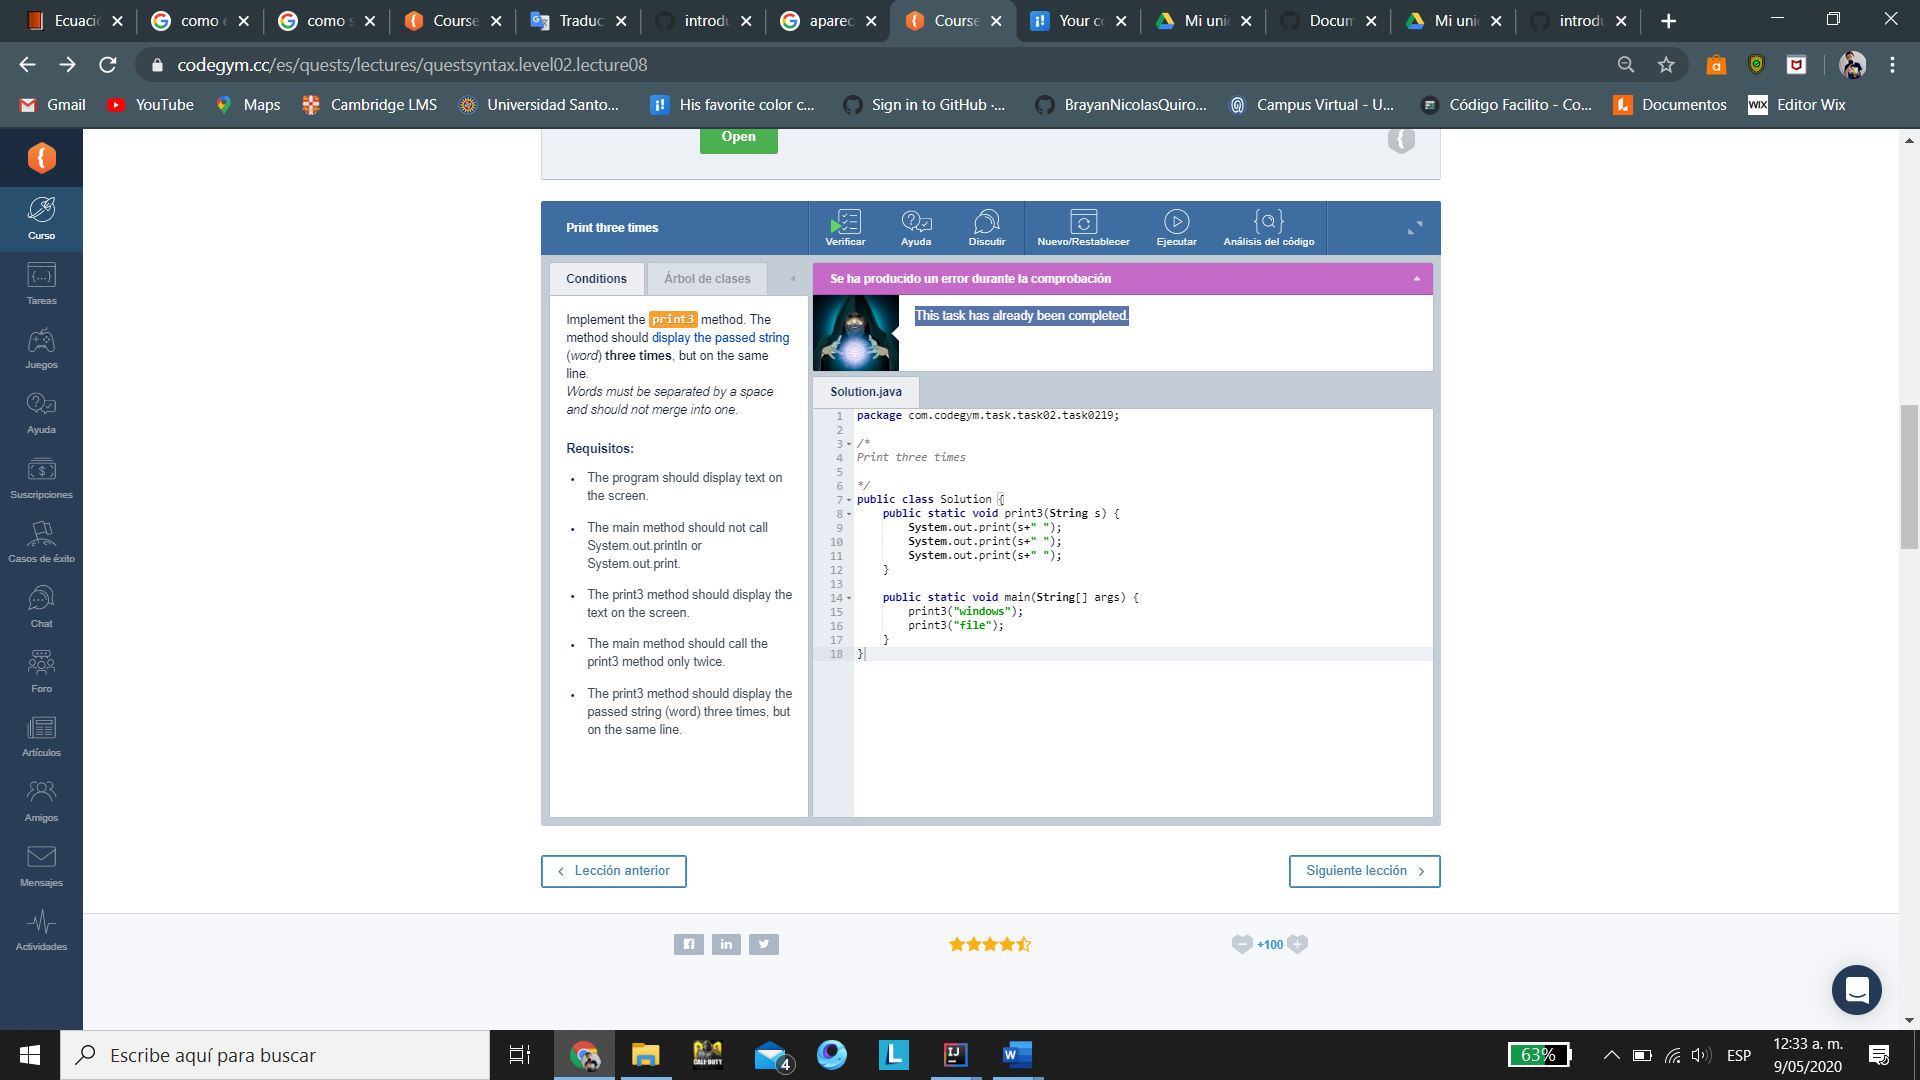 Ecuaci
como e
como s
Course
Traduc
introdu
apareo
Course
Your co
Mi uni
Docum
Mi uni
introdu
codegym.cc/es/quests/lectures/questsyntax.level02.lecture08
Gmail
YouTube
Maps
Cambridge LMS
Universidad Santo...
His favorite color c...
Sign in to GitHub ·...
BrayanNicolasQuiro...
Campus Virtual - U...
Código Facilito - Co...
Documentos
WIX
Editor Wix
Open
Curso
Tareas
Juegos
Ayuda
Suscripciones
Casos de éxito
Chat
Foro
Artículos
Amigos
Mensajes
Actividades
Print three times
Verificar
Ayuda
Discutir
Nuevo/Restablecer
Ejecutar
Análisis del código
Conditions
Árbol de clases
Implement the print3 method. The
method should display the passed string
(word) three times, but on the same
line.
Words must be separated by a space
and should not merge into one.
Requisitos:
• The program should display text on
the screen.
• The main method should not call
System.out.println or
System.out.print.
• The print3 method should display the
text on the screen.
• The main method should call the
print3 method only twice.
• The print3 method should display the
passed string (word) three times, but
on the same line.
Se ha producido un error durante la comprobación
This task has already been completed.
Solution.java
1 package com.codegym.task.task02.task0219;
2
3 /*
4 Print three times
5
6 */
7 public class Solution {
8 public static void print3(String s) {
9 System.out.print(s+" ");
10 System.out.print(s+" ");
11 System.out.print(s+" ");
12 }
13
14 public static void main(String[] args) {
15 print3("windows");
16 print3("file");
17 }
18 }
Lección anterior
Siguiente lección
in
+100
Escribe aquí para buscar
CALL DUTY
4
L
IJ
W
63%
ESP
12:33 a. m.
9/05/2020